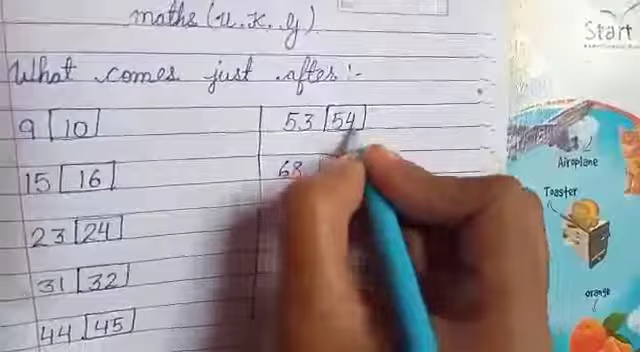 maths (U.K.G)
What comes just after:-
9 10
53 54
15 16
68
23 24
31 32
44 45
Start
Airoplane
Toaster
orange